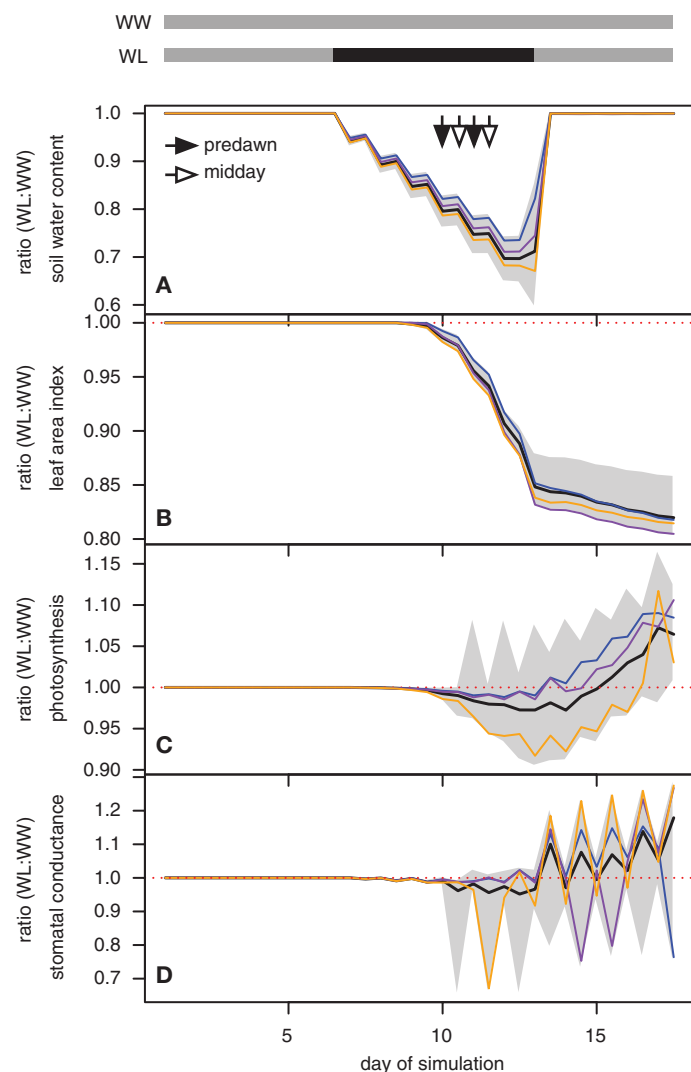 WW
WL
ratio (WL:WW)
soil water content
1.0
0.9
0.8
0.7
0.6
predawn
midday
A
ratio (WL:WW)
leaf area index
1.00
0.95
0.90
0.85
0.80
B
ratio (WL:WW)
photosynthesis
1.15
1.10
1.05
1.00
0.95
0.90
C
ratio (WL:WW)
stomatal conductance
1.2
1.1
1.0
0.9
0.8
0.7
D
5
10
15
day of simulation